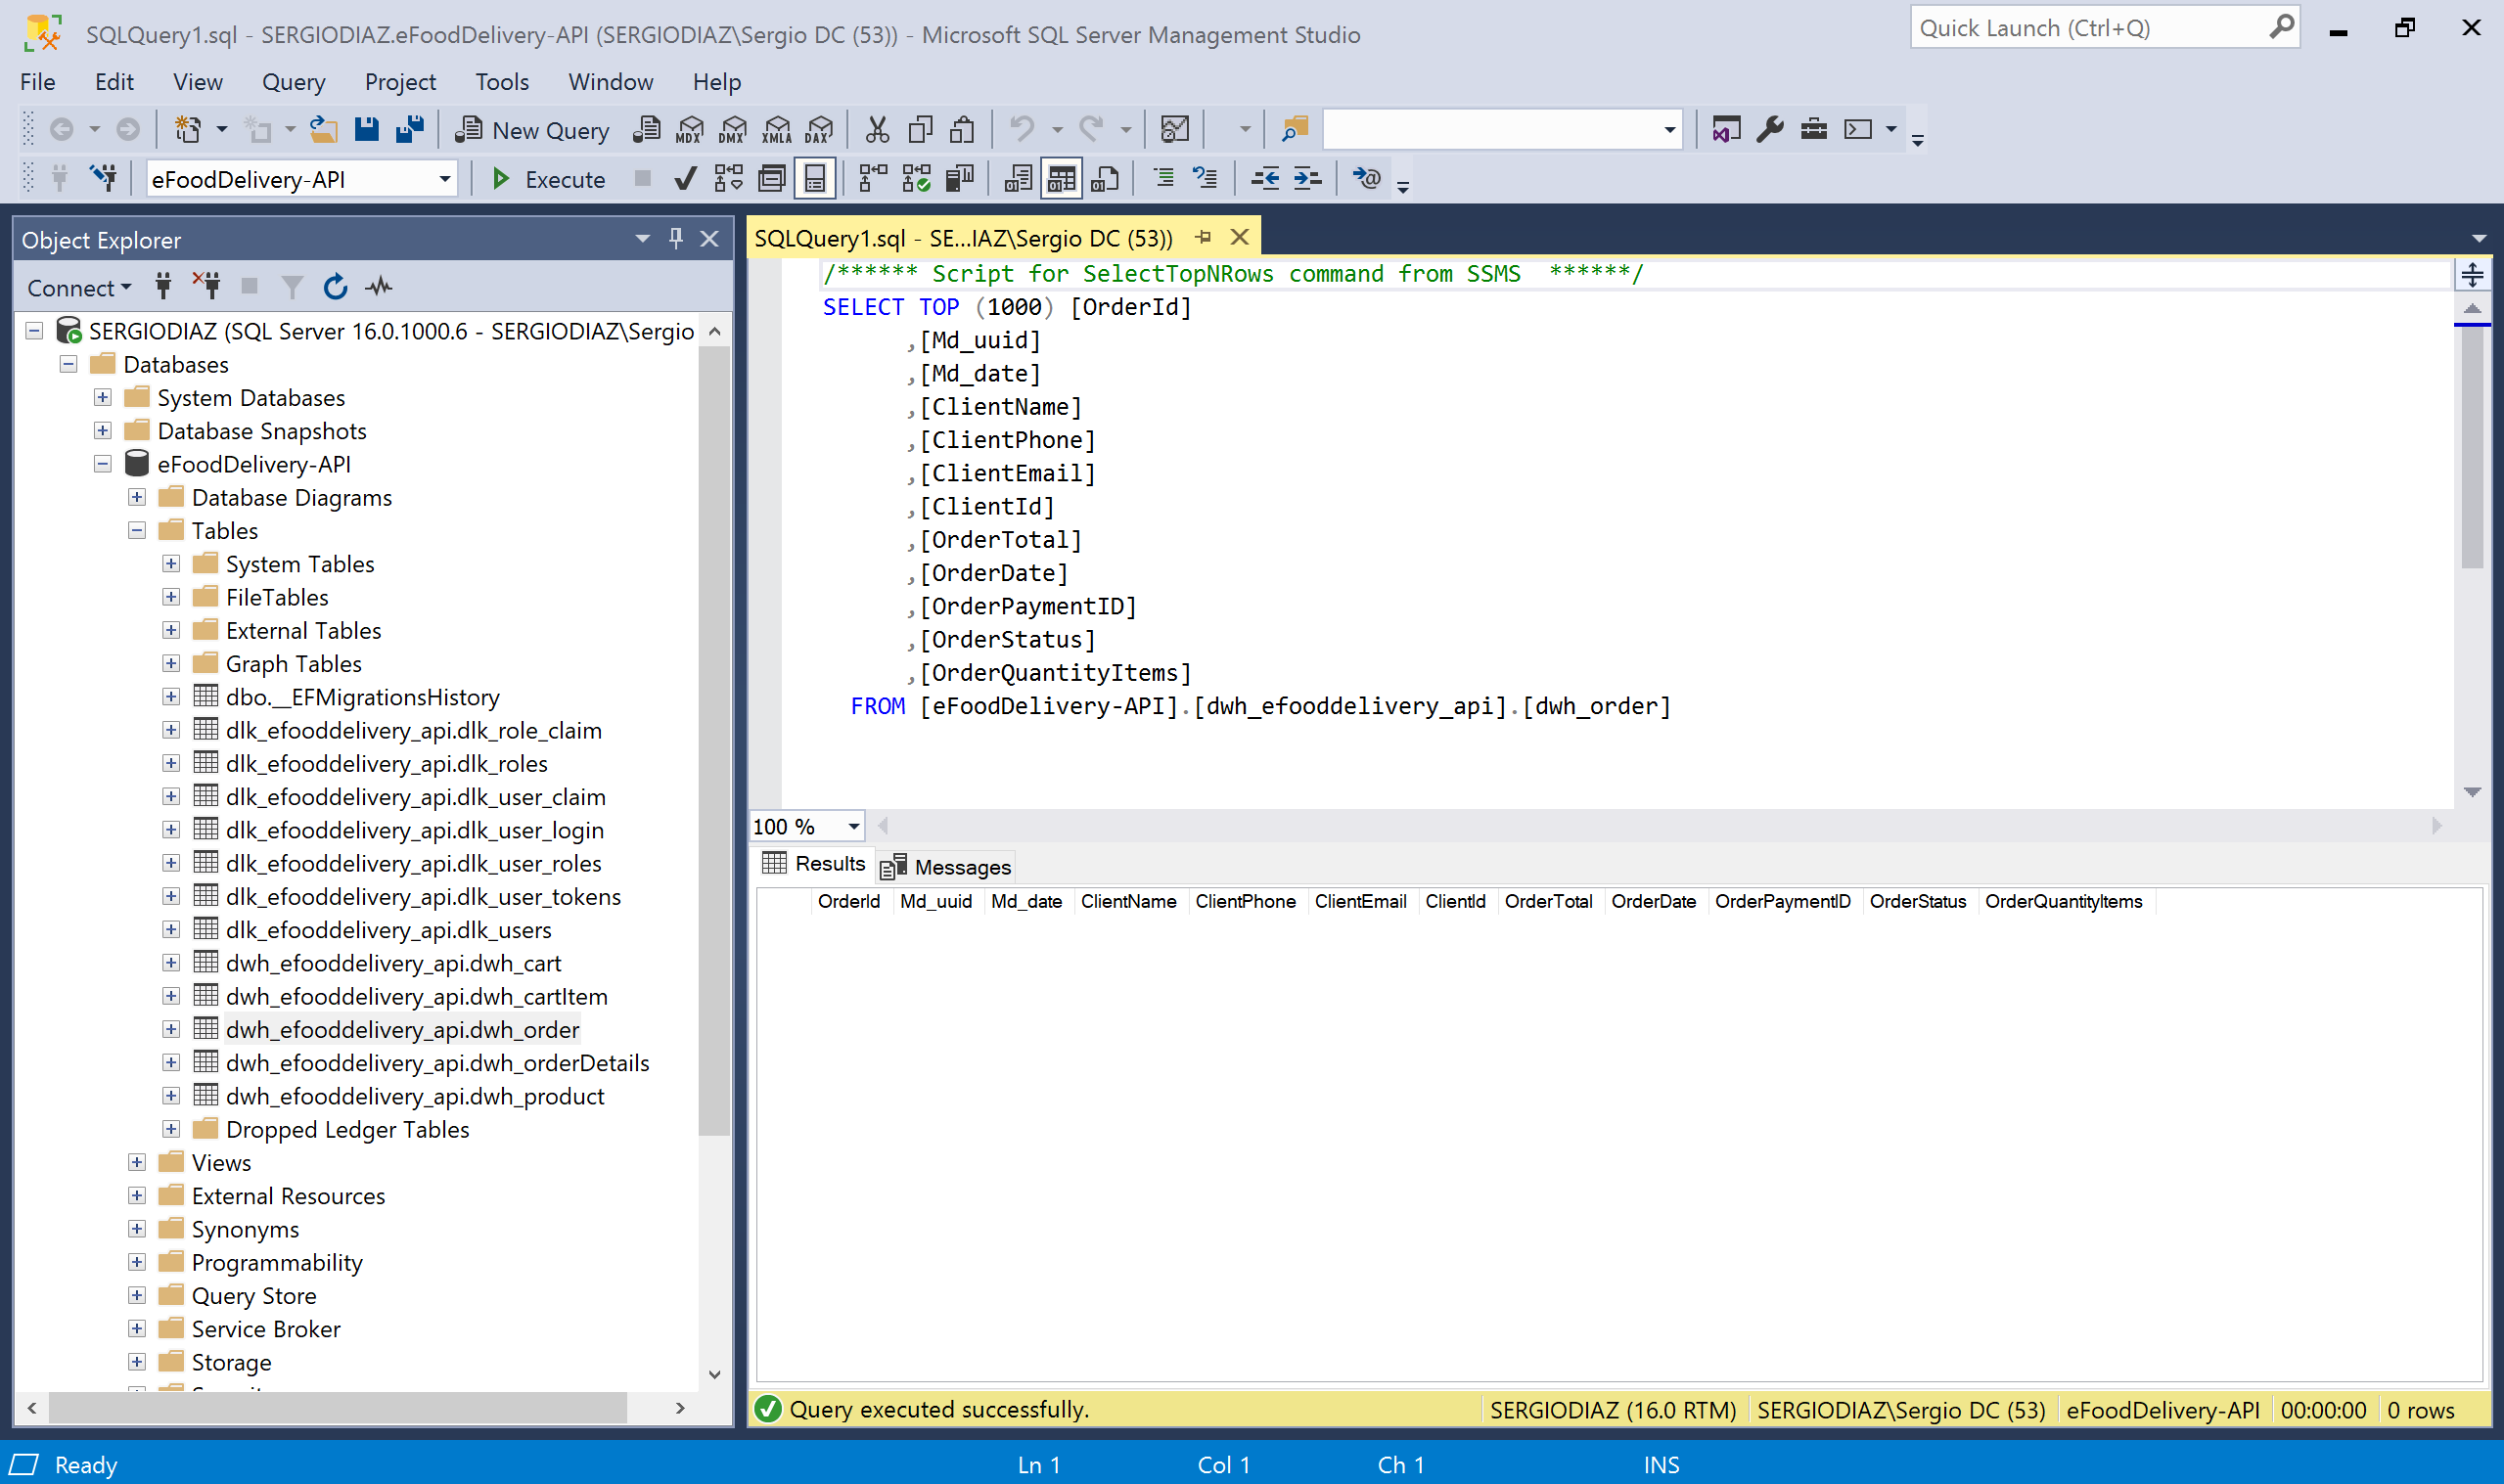 SQLQuery1.sql - SERGIODIAZ.eFoodDelivery-API (SERGIODIAZ\Sergio DC (53)) - Microsoft SQL Server Management Studio
Quick Launch (Ctrl+Q)
File Edit View Query Project Tools Window Help
New Query MDX DMX XMLA DAX
eFoodDelivery-API Execute
Object Explorer
Connect
SERGIODIAZ (SQL Server 16.0.1000.6 - SERGIODIAZ\Sergio
Databases
System Databases
Database Snapshots
eFoodDelivery-API
Database Diagrams
Tables
System Tables
FileTables
External Tables
Graph Tables
dbo.__EFMigrationsHistory
dlk_efooddelivery_api.dlk_role_claim
dlk_efooddelivery_api.dlk_roles
dlk_efooddelivery_api.dlk_user_claim
dlk_efooddelivery_api.dlk_user_login
dlk_efooddelivery_api.dlk_user_roles
dlk_efooddelivery_api.dlk_user_tokens
dlk_efooddelivery_api.dlk_users
dwh_efooddelivery_api.dwh_cart
dwh_efooddelivery_api.dwh_cartItem
dwh_efooddelivery_api.dwh_order
dwh_efooddelivery_api.dwh_orderDetails
dwh_efooddelivery_api.dwh_product
Dropped Ledger Tables
Views
External Resources
Synonyms
Programmability
Query Store
Service Broker
Storage
SQLQuery1.sql - SE...IAZ\Sergio DC (53))
/****** Script for SelectTopNRows command from SSMS  ******/
SELECT TOP (1000) [OrderId]
,[Md_uuid]
,[Md_date]
,[ClientName]
,[ClientPhone]
,[ClientEmail]
,[ClientId]
,[OrderTotal]
,[OrderDate]
,[OrderPaymentID]
,[OrderStatus]
,[OrderQuantityItems]
FROM [eFoodDelivery-API].[dwh_efooddelivery_api].[dwh_order]
100 %
Results Messages
OrderId Md_uuid Md_date ClientName ClientPhone ClientEmail ClientId OrderTotal OrderDate OrderPaymentID OrderStatus OrderQuantityItems
Query executed successfully. SERGIODIAZ (16.0 RTM) SERGIODIAZ\Sergio DC (53) eFoodDelivery-API 00:00:00 0 rows
Ready Ln 1 Col 1 Ch 1 INS